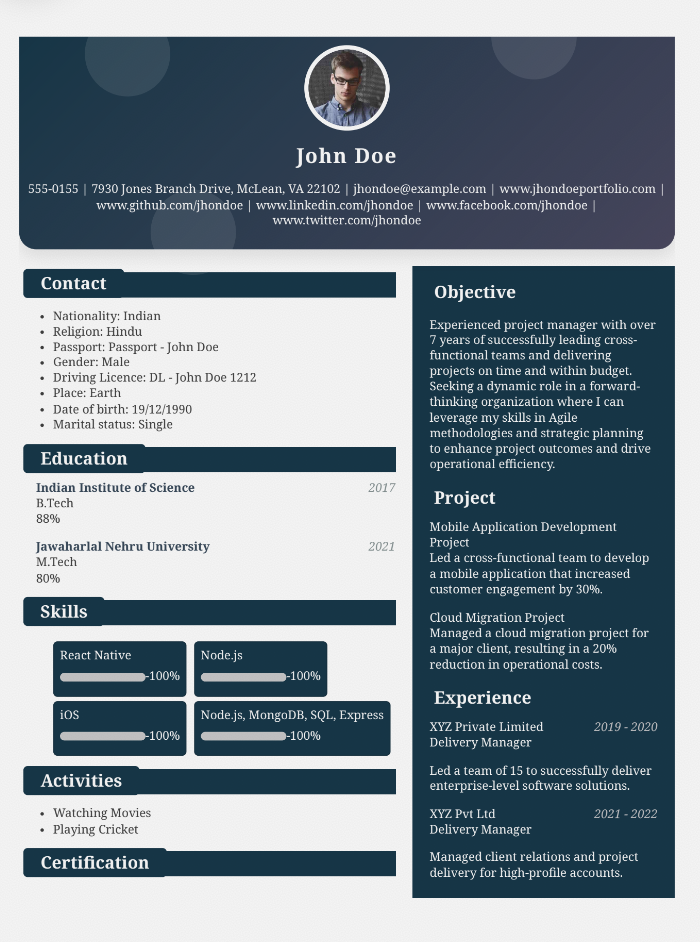 John Doe
555-0155 | 7930 Jones Branch Drive, McLean, VA 22102 | jhondoe@example.com | www.jhondoeportfolio.com |
www.github.com/jhondoe | www.linkedin.com/jhondoe | www.facebook.com/jhondoe |
www.twitter.com/jhondoe
Contact
• Nationality: Indian
• Religion: Hindu
• Passport: Passport - John Doe
• Gender: Male
• Driving Licence: DL - John Doe 1212
• Place: Earth
• Date of birth: 19/12/1990
• Marital status: Single
Education
Indian Institute of Science 2017
B.Tech
88%
Jawaharlal Nehru University 2021
M.Tech
80%
Skills
React Native
-100%
Node.js
-100%
iOS
-100%
Node.js, MongoDB, SQL, Express
-100%
Activities
• Watching Movies
• Playing Cricket
Certification
Objective
Experienced project manager with over
7 years of successfully leading cross-
functional teams and delivering
projects on time and within budget.
Seeking a dynamic role in a forward-
thinking organization where I can
leverage my skills in Agile
methodologies and strategic planning
to enhance project outcomes and drive
operational efficiency.
Project
Mobile Application Development
Project
Led a cross-functional team to develop
a mobile application that increased
customer engagement by 30%.
Cloud Migration Project
Managed a cloud migration project for
a major client, resulting in a 20%
reduction in operational costs.
Experience
XYZ Private Limited 2019 - 2020
Delivery Manager
Led a team of 15 to successfully deliver
enterprise-level software solutions.
XYZ Pvt Ltd 2021 - 2022
Delivery Manager
Managed client relations and project
delivery for high-profile accounts.